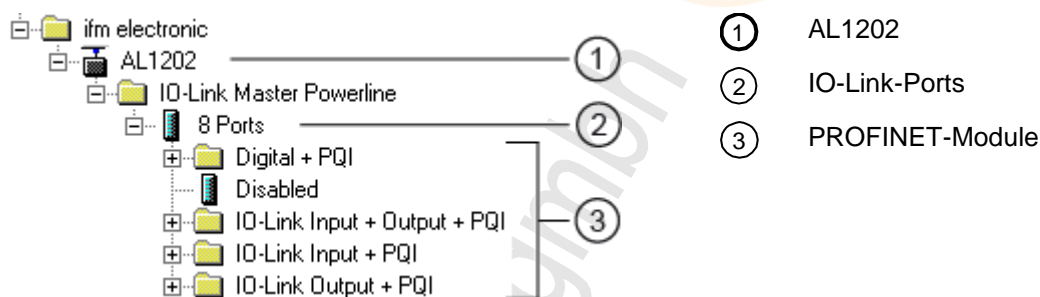 ifm electronic
AL1202
IO-Link Master Powerline
8 Ports
Digital + PQI
Disabled
IO-Link Input + Output + PQI
IO-Link Input + PQI
IO-Link Output + PQI
1
2
3
1 AL1202
2 IO-Link-Ports
3 PROFINET-Module